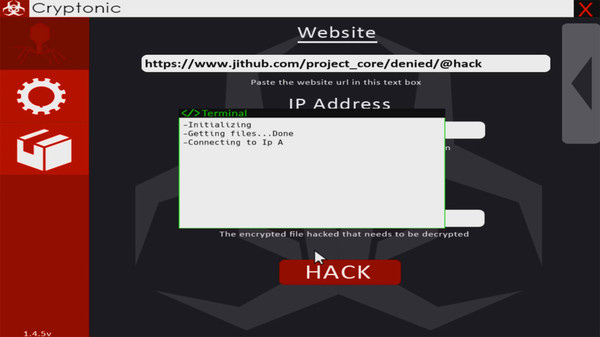 Cryptonic
X
Website
https://www.jithub.com/project_core/denied/@hack
Paste the website url in this text box
IP Address
</>Terminal
-Initializing
-Getting files...Done
-Connecting to Ip A
n
The encrypted file hacked that needs to be decrypted
HACK
1.4.5v